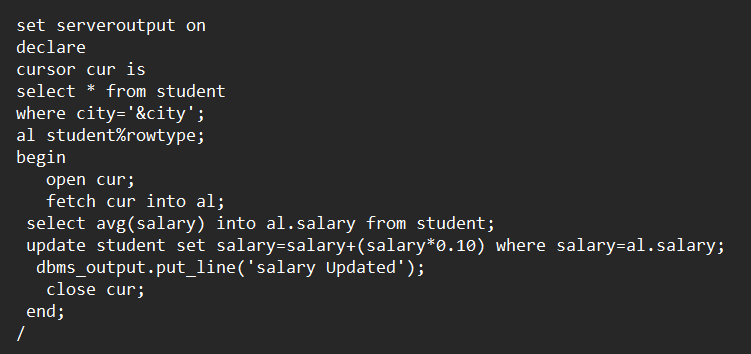 set serveroutput on
declare
cursor cur is
select * from student
where city='&city';
al student%rowtype;
begin
   open cur;
   fetch cur into al;
 select avg(salary) into al.salary from student;
 update student set salary=salary+(salary*0.10) where salary=al.salary;
  dbms_output.put_line('salary Updated');
   close cur;
 end;
/